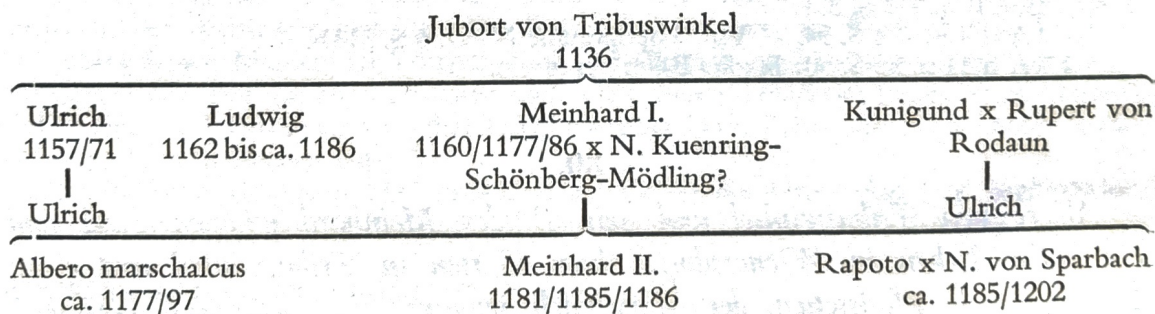 Jubort von Tribuswinkel
1136
Ulrich Ludwig Meinhard I. Kunigund x Rupert von
1157/71 1162 bis ca. 1186 1160/1177/86 x N. Kuenring- Rodaun
Schönberg-Mödling?
Ulrich Ulrich
Albero marschalcus Meinhard II. Rapoto x N. von Sparbach
ca. 1177/97 1181/1185/1186 ca. 1185/1202